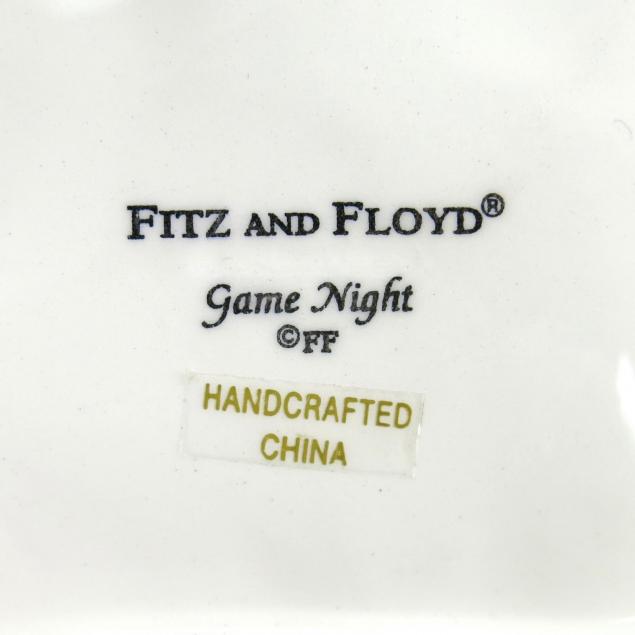 FITZ AND FLOYD®
Game Night
©FF
HANDCRAFTED
CHINA